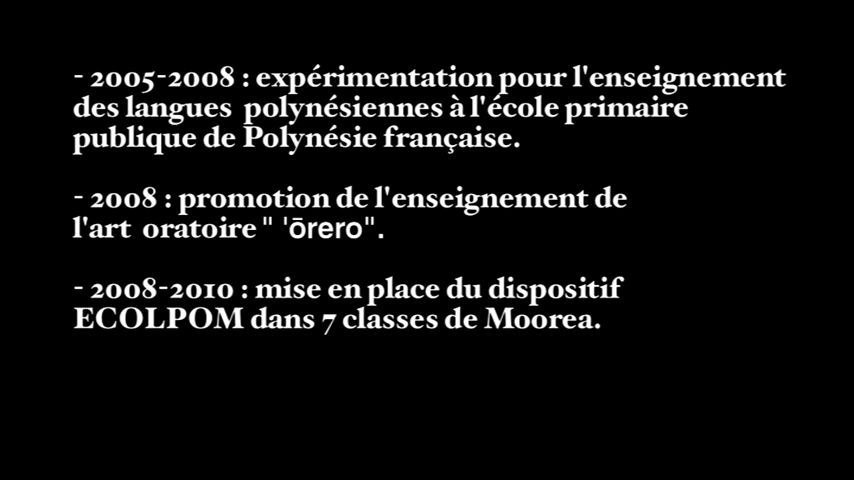 - 2005-2008 : expérimentation pour l'enseignement
des langues  polynésiennes à l'école primaire
publique de Polynésie française.
- 2008 : promotion de l'enseignement de
l'art  oratoire " 'ōrero".
- 2008-2010 : mise en place du dispositif
ECOLPOM dans 7 classes de Moorea.